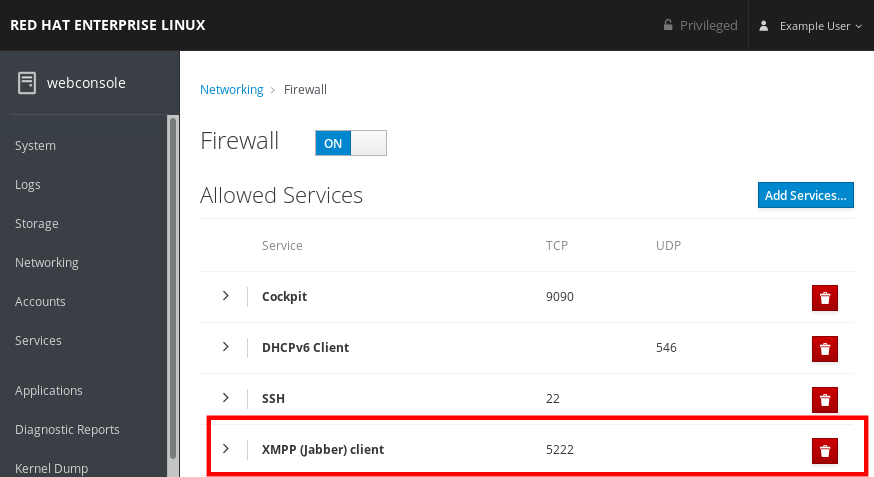 RED HAT ENTERPRISE LINUX
Privileged
Example User
webconsole
System
Logs
Storage
Networking
Accounts
Services
Applications
Diagnostic Reports
Kernel Dump
Networking > Firewall
Firewall ON
Allowed Services
Add Services...
Service TCP UDP
Cockpit 9090
DHCPv6 Client 546
SSH 22
XMPP (Jabber) client 5222